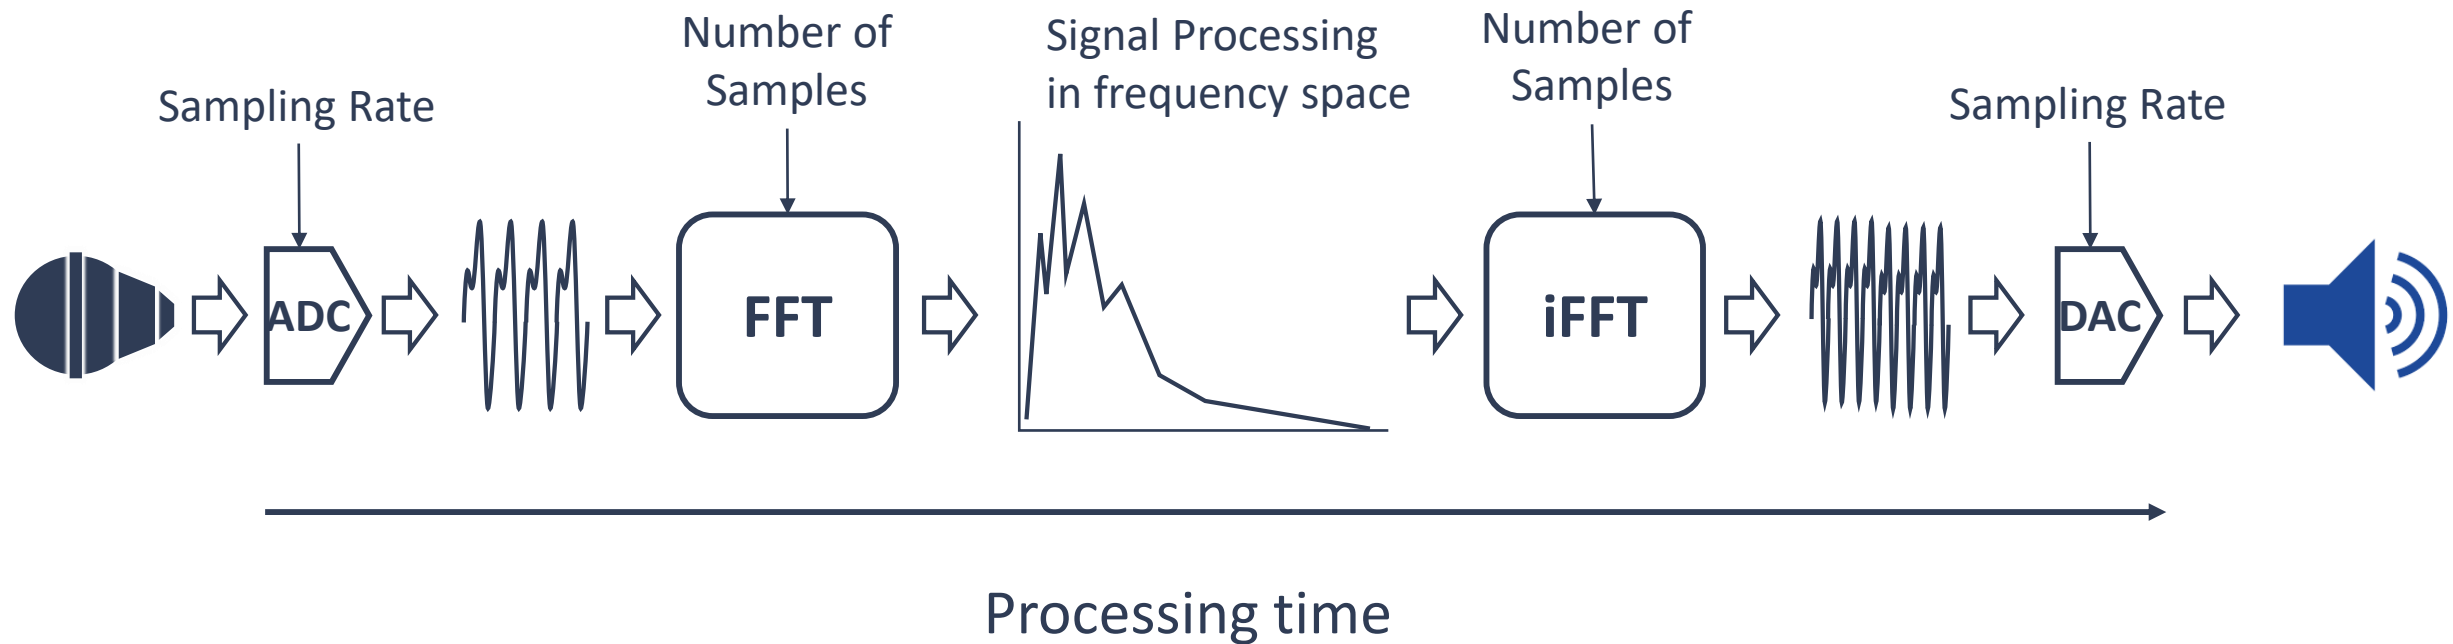 Sampling Rate
Number of
Samples
Signal Processing
in frequency space
Number of
Samples
Sampling Rate
ADC
FFT
iFFT
DAC
Processing time